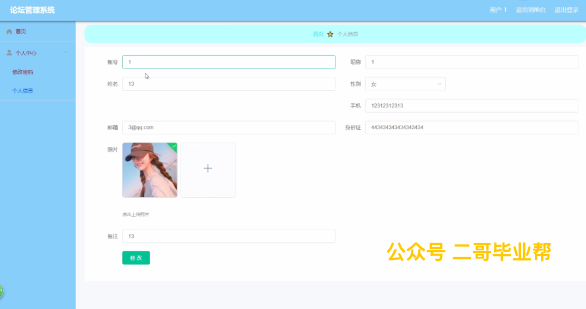 论坛管理系统
用户 1 返回前台 退出登录
首页
首页 个人信息
个人中心
修改密码
个人信息
账号 1
昵称 1
姓名 13
性别 女
手机 12312312313
邮箱 3@qq.com
身份证
照片
点击上传照片
备注 13
修 改
公众号 二哥毕业帮